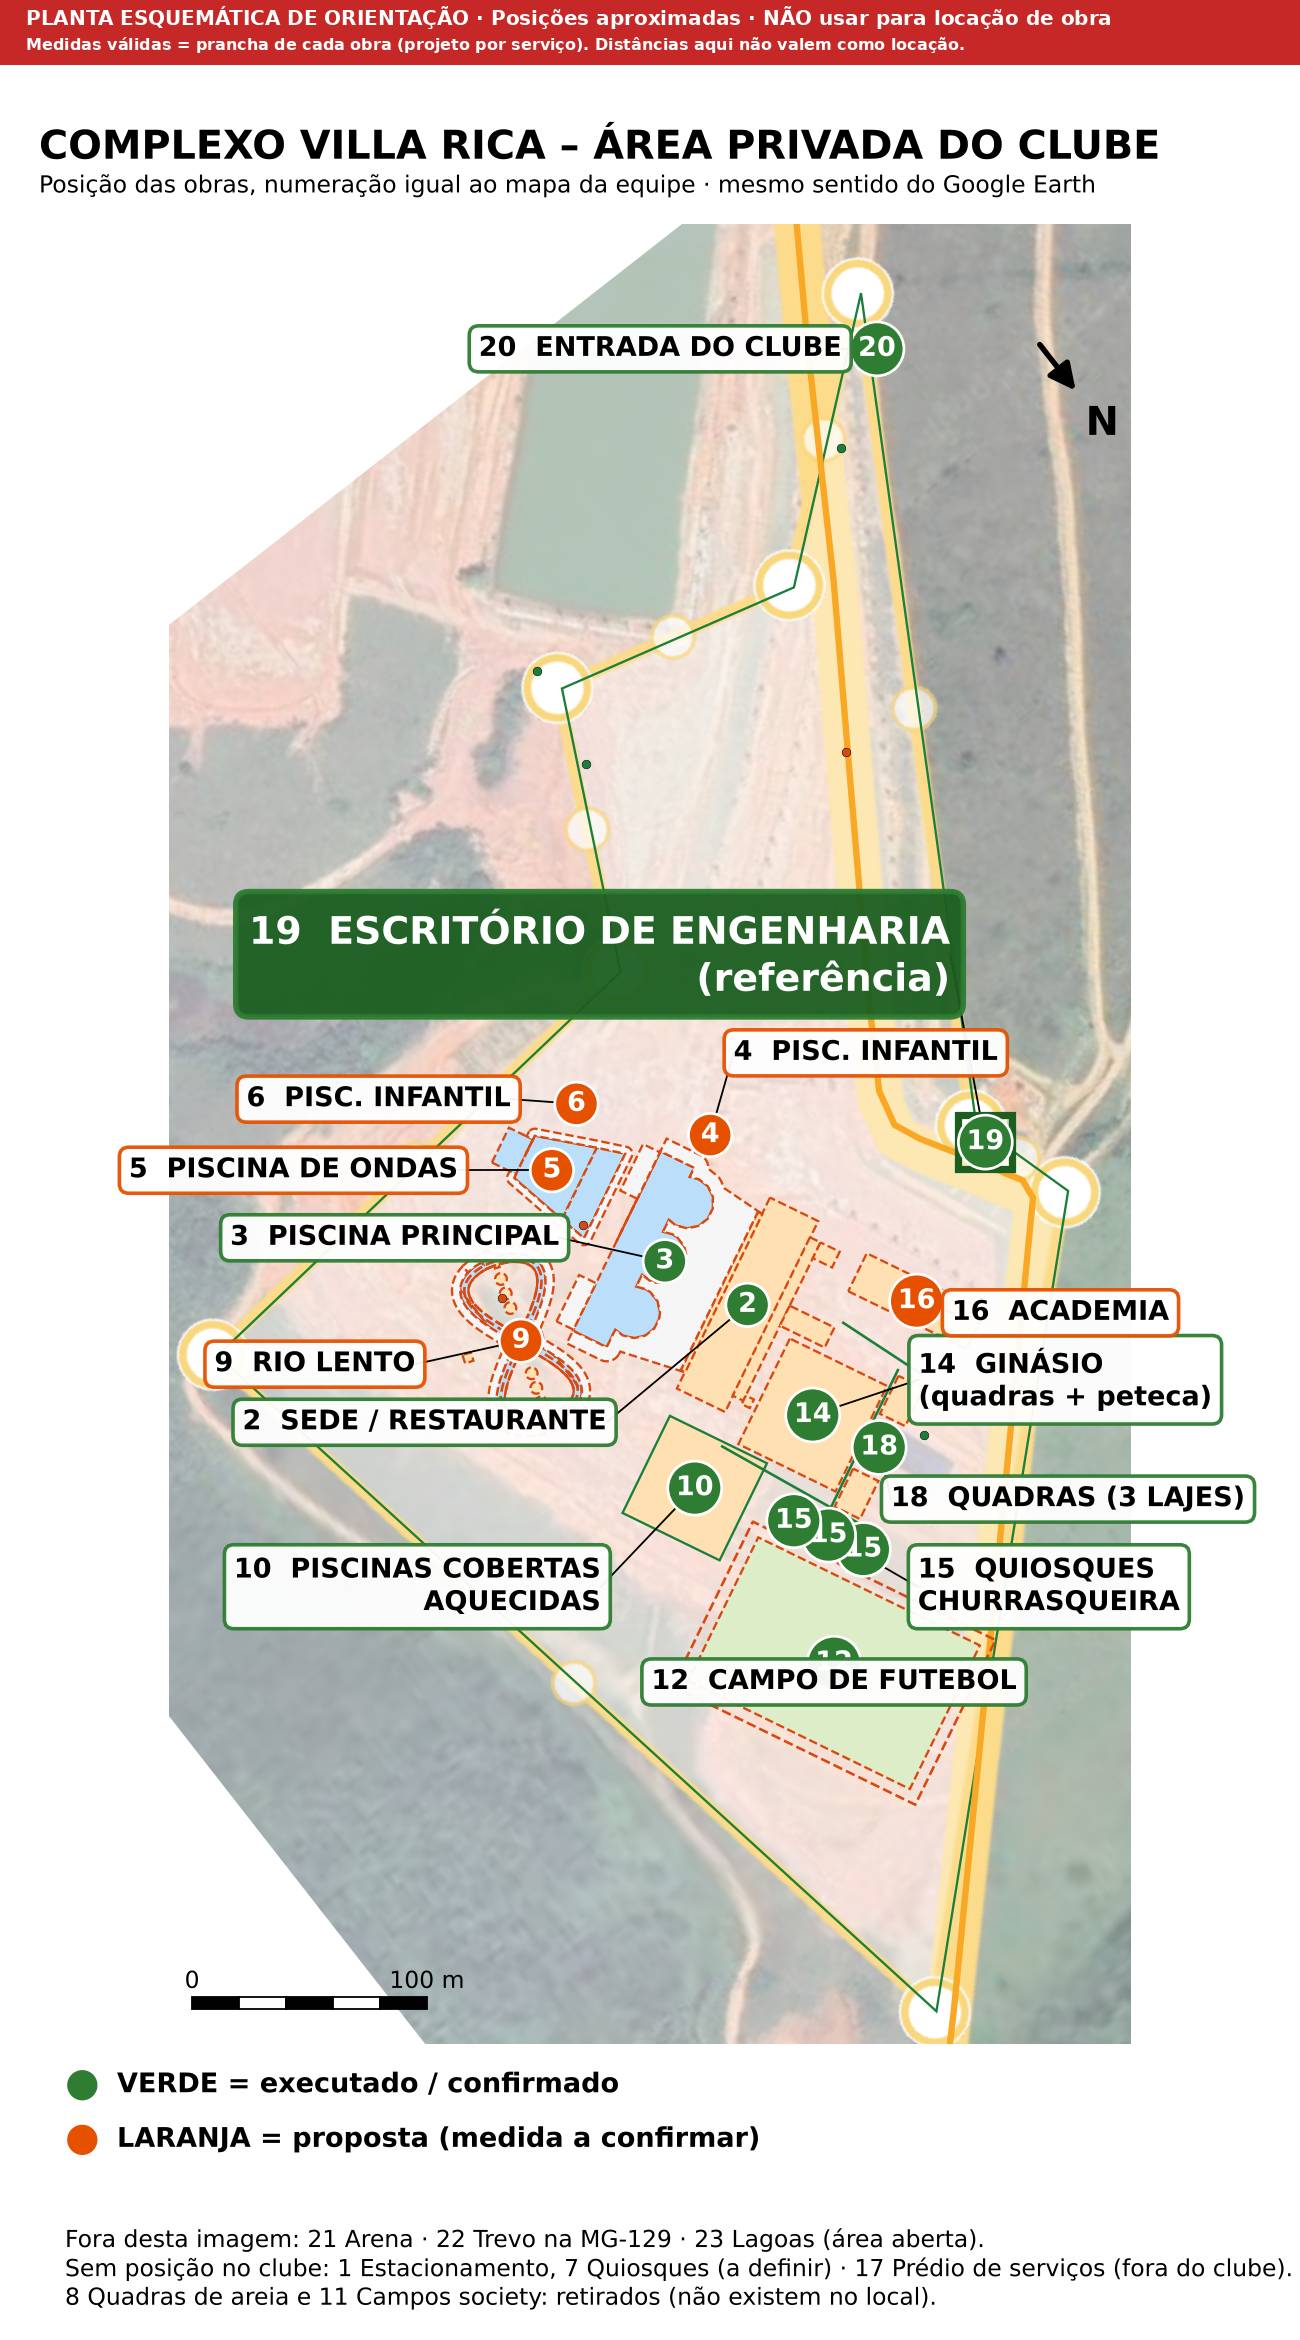 PLANTA ESQUEMÁTICA DE ORIENTAÇÃO · Posições aproximadas · NÃO usar para locação de obra
Medidas válidas = prancha de cada obra (projeto por serviço). Distâncias aqui não valem como locação.
COMPLEXO VILLA RICA – ÁREA PRIVADA DO CLUBE
Posição das obras, numeração igual ao mapa da equipe · mesmo sentido do Google Earth
20 ENTRADA DO CLUBE
20
N
19 ESCRITÓRIO DE ENGENHARIA
(referência)
4 PISC. INFANTIL
6 PISC. INFANTIL
6
4
19
5 PISCINA DE ONDAS
5
3 PISCINA PRINCIPAL
3
2
16
16 ACADEMIA
9
9 RIO LENTO
14 GINÁSIO
(quadras + peteca)
2 SEDE / RESTAURANTE
14
18
10
18 QUADRAS (3 LAJES)
15
15
15
10 PISCINAS COBERTAS
AQUECIDAS
15 QUIOSQUES
CHURRASQUEIRA
12
12 CAMPO DE FUTEBOL
0
100 m
VERDE = executado / confirmado
LARANJA = proposta (medida a confirmar)
Fora desta imagem: 21 Arena · 22 Trevo na MG-129 · 23 Lagoas (área aberta).
Sem posição no clube: 1 Estacionamento, 7 Quiosques (a definir) · 17 Prédio de serviços (fora do clube).
8 Quadras de areia e 11 Campos society: retirados (não existem no local).